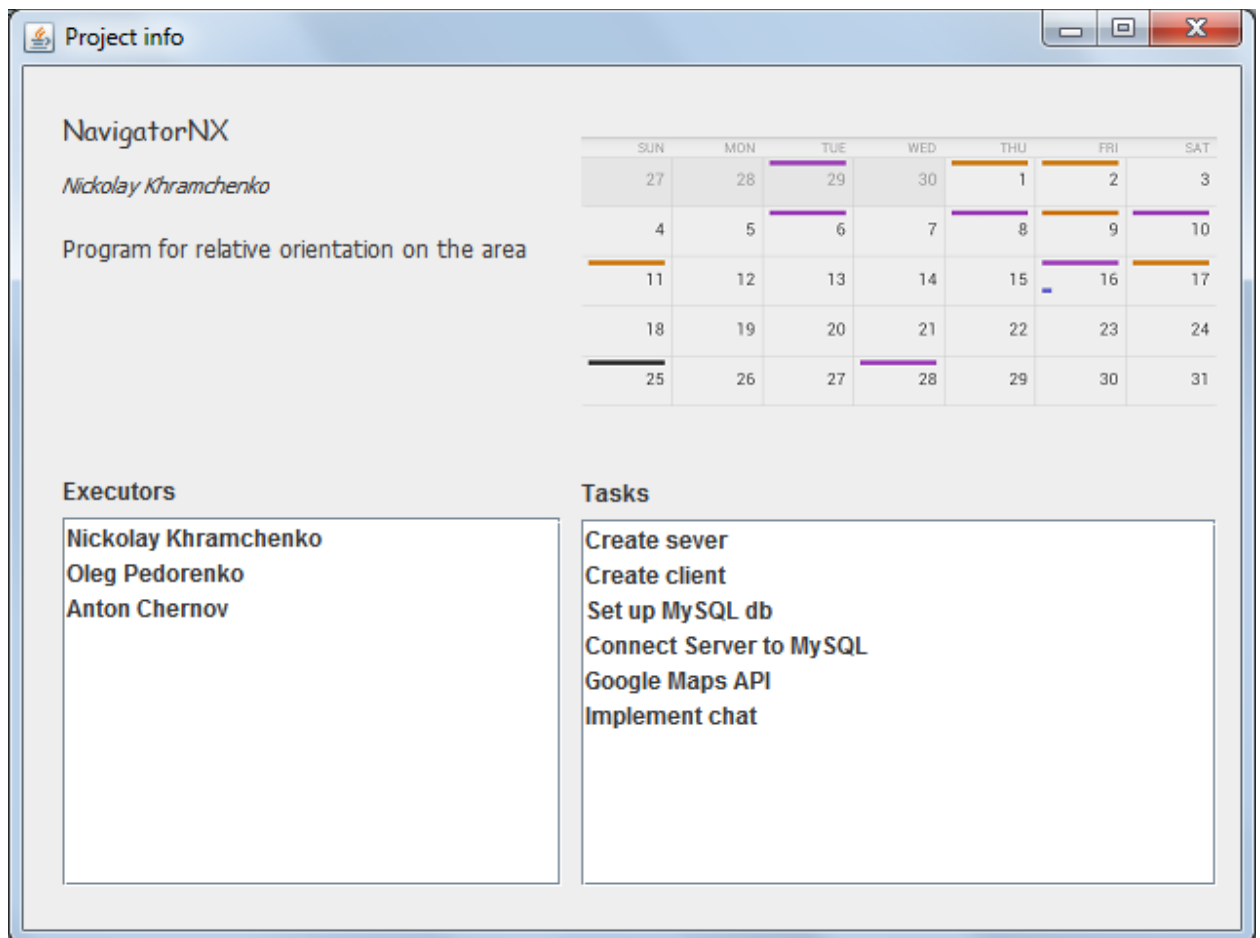 Project info
NavigatorNX
Nickolay Khramchenko
Program for relative orientation on the area
SUN MON TUE WED THU FRI SAT
27 28 29 30 1 2 3
4 5 6 7 8 9 10
11 12 13 14 15 16 17
18 19 20 21 22 23 24
25 26 27 28 29 30 31
Executors
Nickolay Khramchenko
Oleg Pedorenko
Anton Chernov
Tasks
Create sever
Create client
Set up MySQL db
Connect Server to MySQL
Google Maps API
Implement chat